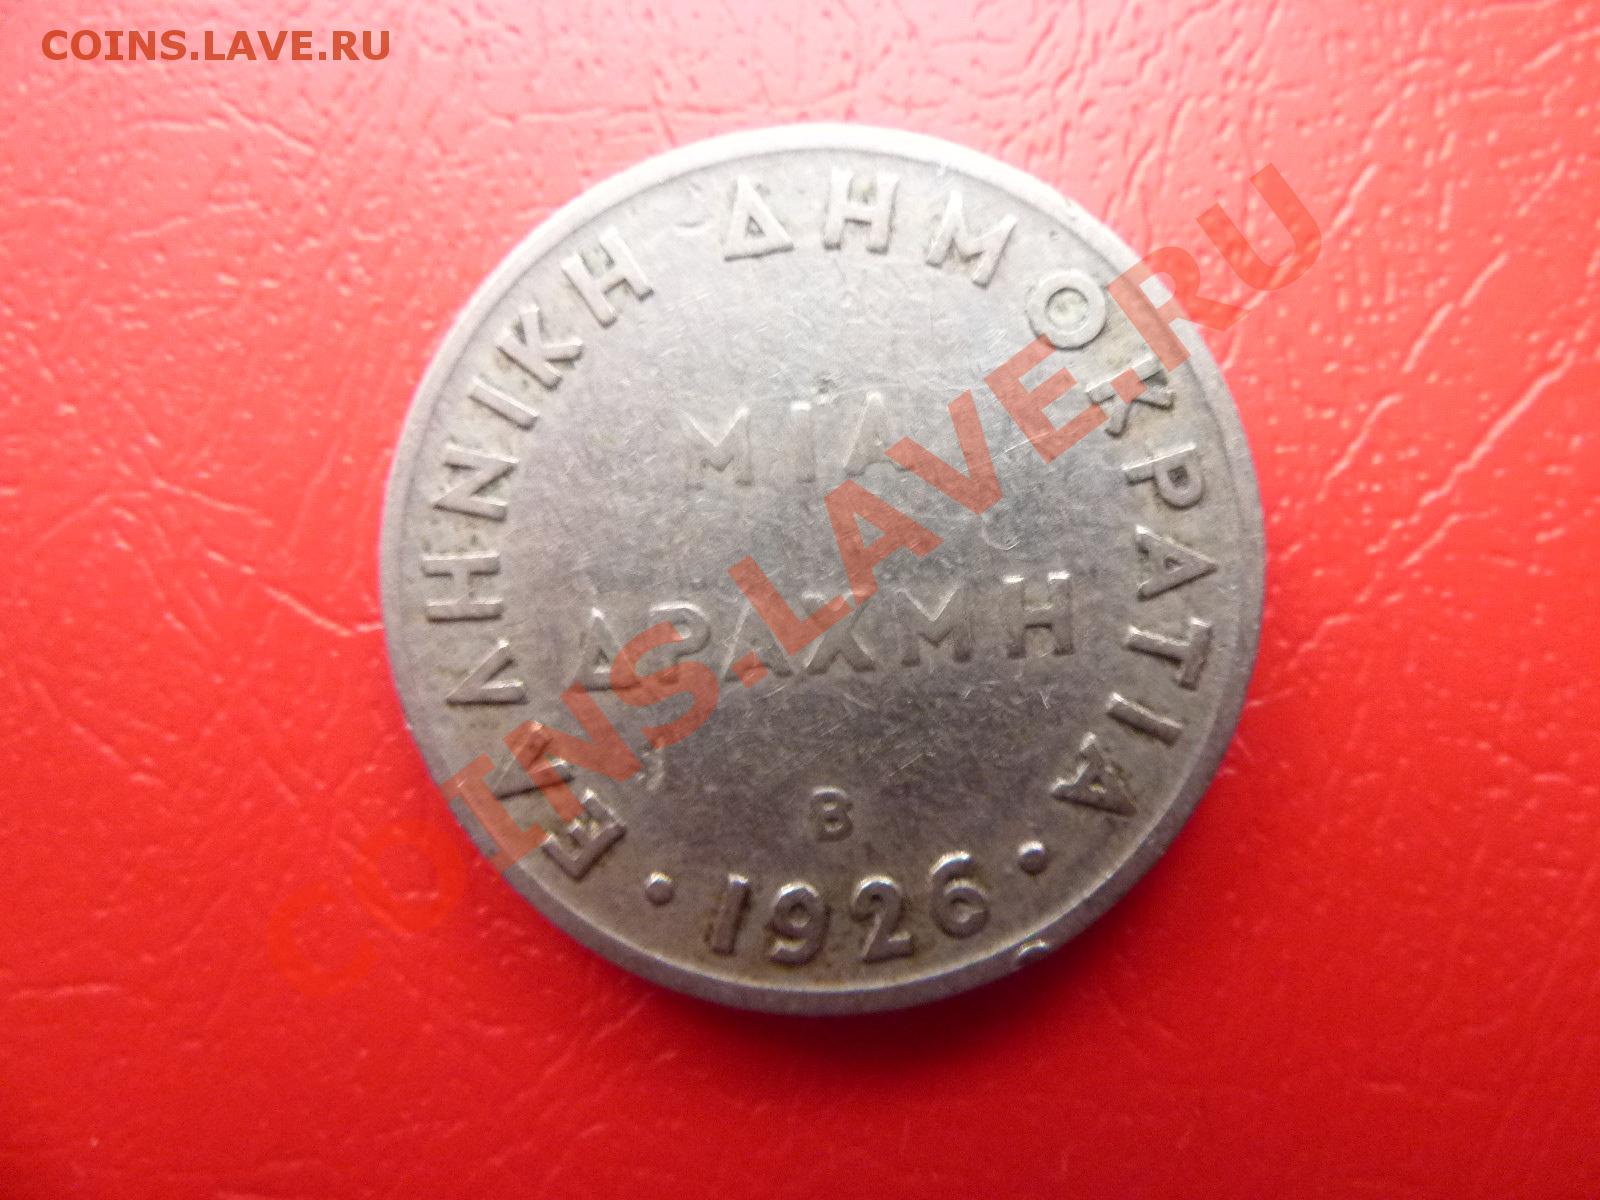 COINS.LAVE.RU
ΕΛΛΗΝΙΚΗ ΔΗΜΟΚΡΑΤΙΑ
ΜΙΑ
ΔΡΑΧΜΗ
B
· 1926 ·
COINS.LAVE.RU